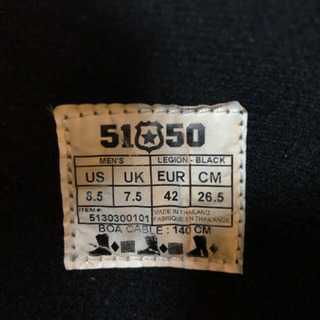 51 50
MEN'S LEGION - BLACK
US UK EUR CM
8.5 7.5 42 26.5
ITEM#: MADE IN THAILAND
5130300101 FABRIQUE EN THAILANDE
BOA CABLE : 140 CM